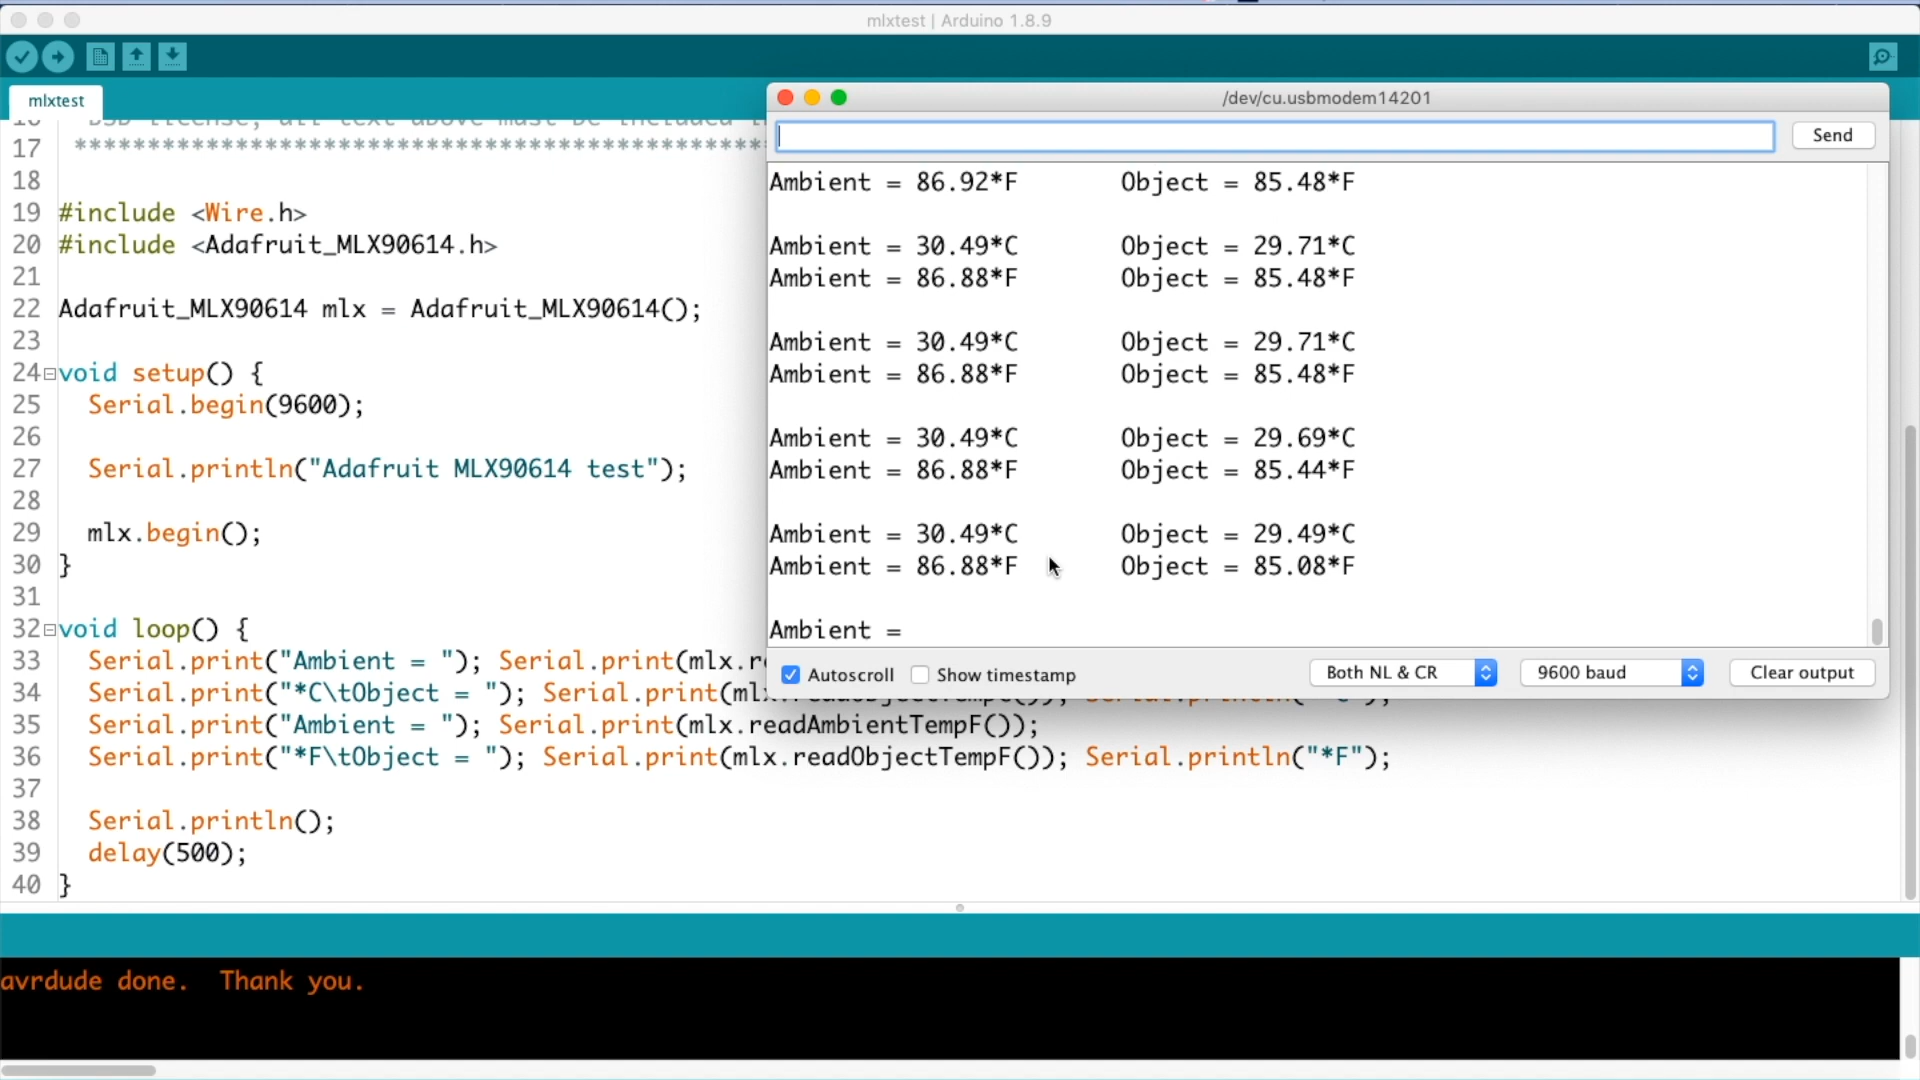 mlxtest | Arduino 1.8.9
mlxtest
17 *********************************************
18
19 #include <Wire.h>
20 #include <Adafruit_MLX90614.h>
21
22 Adafruit_MLX90614 mlx = Adafruit_MLX90614();
23
24 void setup() {
25 Serial.begin(9600);
26
27 Serial.println("Adafruit MLX90614 test");
28
29 mlx.begin();
30 }
31
32 void loop() {
33 Serial.print("Ambient = "); Serial.print(mlx.r
34 Serial.print("*C\tObject = "); Serial.print(ml
35 Serial.print("Ambient = "); Serial.print(mlx.readAmbientTempF());
36 Serial.print("*F\tObject = "); Serial.print(mlx.readObjectTempF()); Serial.println("*F");
37
38 Serial.println();
39 delay(500);
40 }
avrdude done. Thank you.
/dev/cu.usbmodem14201
Send
Ambient = 86.92*F Object = 85.48*F
Ambient = 30.49*C Object = 29.71*C
Ambient = 86.88*F Object = 85.48*F
Ambient = 30.49*C Object = 29.71*C
Ambient = 86.88*F Object = 85.48*F
Ambient = 30.49*C Object = 29.69*C
Ambient = 86.88*F Object = 85.44*F
Ambient = 30.49*C Object = 29.49*C
Ambient = 86.88*F Object = 85.08*F
Ambient =
Autoscroll Show timestamp Both NL & CR 9600 baud Clear output